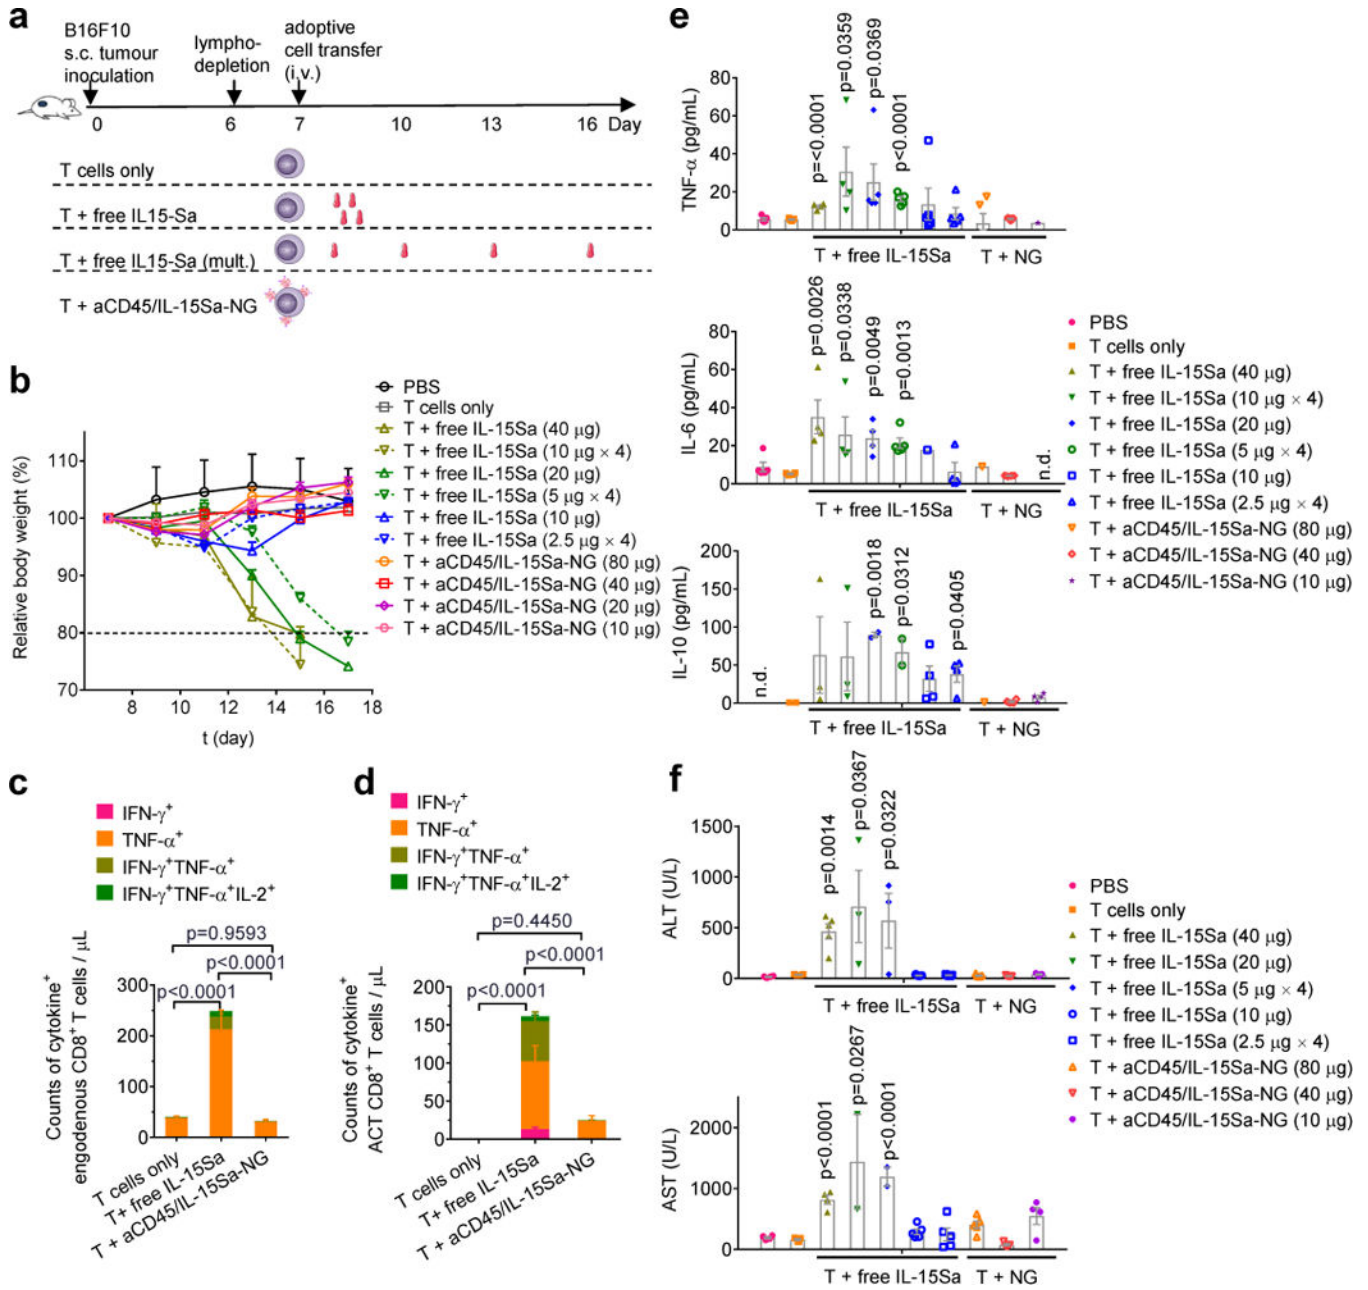 a
B16F10
s.c. tumour
inoculation
lympho-
depletion
adoptive
cell transfer
(i.v.)
0 6 7 10 13 16 Day
T cells only
T + free IL15-Sa
T + free IL15-Sa (mult.)
T + aCD45/IL-15Sa-NG
b
Relative body weight (%)
110
100
90
80
70
8 10 12 14 16 18
t (day)
PBS
T cells only
T + free IL-15Sa (40 μg)
T + free IL-15Sa (10 μg × 4)
T + free IL-15Sa (20 μg)
T + free IL-15Sa (5 μg × 4)
T + free IL-15Sa (10 μg)
T + free IL-15Sa (2.5 μg × 4)
T + aCD45/IL-15Sa-NG (80 μg)
T + aCD45/IL-15Sa-NG (40 μg)
T + aCD45/IL-15Sa-NG (20 μg)
T + aCD45/IL-15Sa-NG (10 μg)
c
IFN-γ+
TNF-α+
IFN-γ+TNF-α+
IFN-γ+TNF-α+IL-2+
p=0.9593
p<0.0001
p<0.0001
Counts of cytokine+
engodenous CD8+ T cells / μL
300
200
100
0
T cells only
T+ free IL-15Sa
T + aCD45/IL-15Sa-NG
d
IFN-γ+
TNF-α+
IFN-γ+TNF-α+
IFN-γ+TNF-α+IL-2+
p=0.4450
p<0.0001
p<0.0001
Counts of cytokine+
ACT CD8+ T cells / μL
200
150
100
50
0
T cells only
T+ free IL-15Sa
T + aCD45/IL-15Sa-NG
e
TNF-α (pg/mL)
80
60
40
20
0
p=<0.0001
p=0.0359
p=0.0369
p<0.0001
T + free IL-15Sa
T + NG
IL-6 (pg/mL)
80
60
40
20
0
p=0.0026
p=0.0338
p=0.0049
p=0.0013
n.d.
T + free IL-15Sa
T + NG
IL-10 (pg/mL)
200
150
100
50
0
n.d.
p=0.0018
p=0.0312
p=0.0405
T + free IL-15Sa
T + NG
PBS
T cells only
T + free IL-15Sa (40 μg)
T + free IL-15Sa (10 μg × 4)
T + free IL-15Sa (20 μg)
T + free IL-15Sa (5 μg × 4)
T + free IL-15Sa (10 μg)
T + free IL-15Sa (2.5 μg × 4)
T + aCD45/IL-15Sa-NG (80 μg)
T + aCD45/IL-15Sa-NG (40 μg)
T + aCD45/IL-15Sa-NG (10 μg)
f
ALT (U/L)
1500
1000
500
0
p=0.0014
p=0.0367
p=0.0322
T + free IL-15Sa
T + NG
AST (U/L)
2000
1000
0
p<0.0001
p=0.0267
p<0.0001
T + free IL-15Sa
T + NG
PBS
T cells only
T + free IL-15Sa (40 μg)
T + free IL-15Sa (20 μg)
T + free IL-15Sa (5 μg × 4)
T + free IL-15Sa (10 μg)
T + free IL-15Sa (2.5 μg × 4)
T + aCD45/IL-15Sa-NG (80 μg)
T + aCD45/IL-15Sa-NG (40 μg)
T + aCD45/IL-15Sa-NG (10 μg)